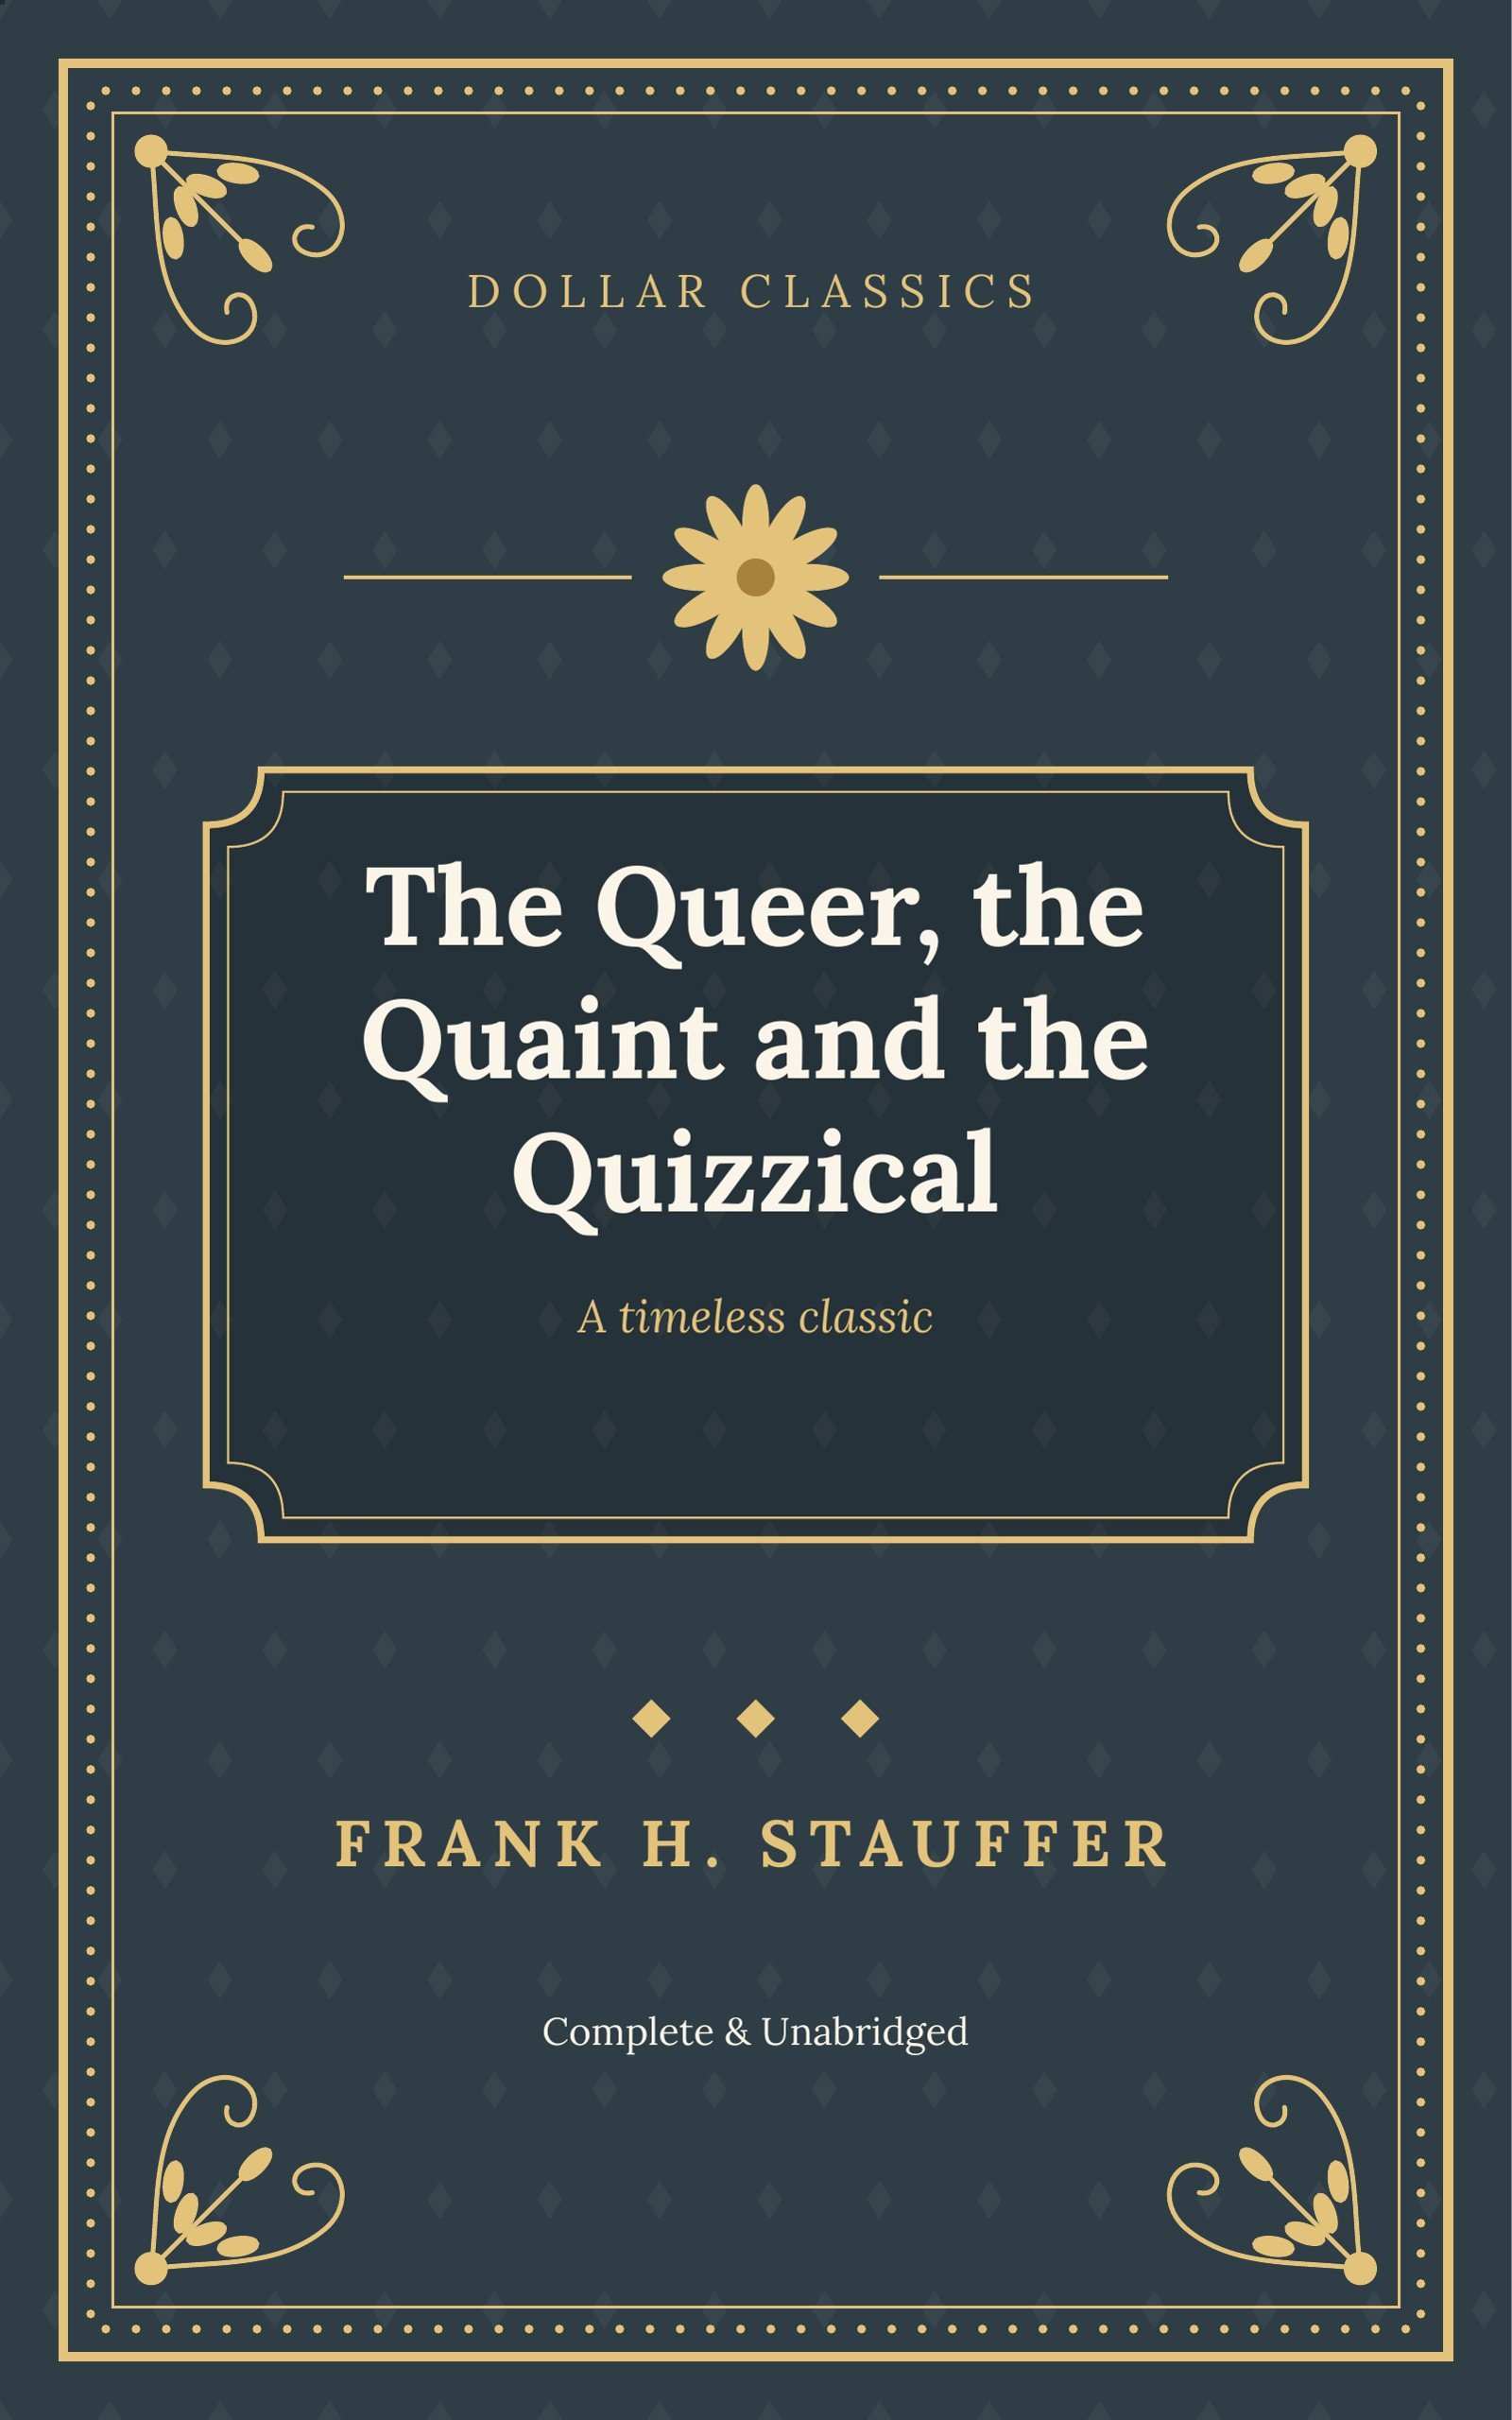 DOLLAR CLASSICS
The Queer, the
Quaint and the
Quizzical
A timeless classic
FRANK H. STAUFFER
Complete & Unabridged